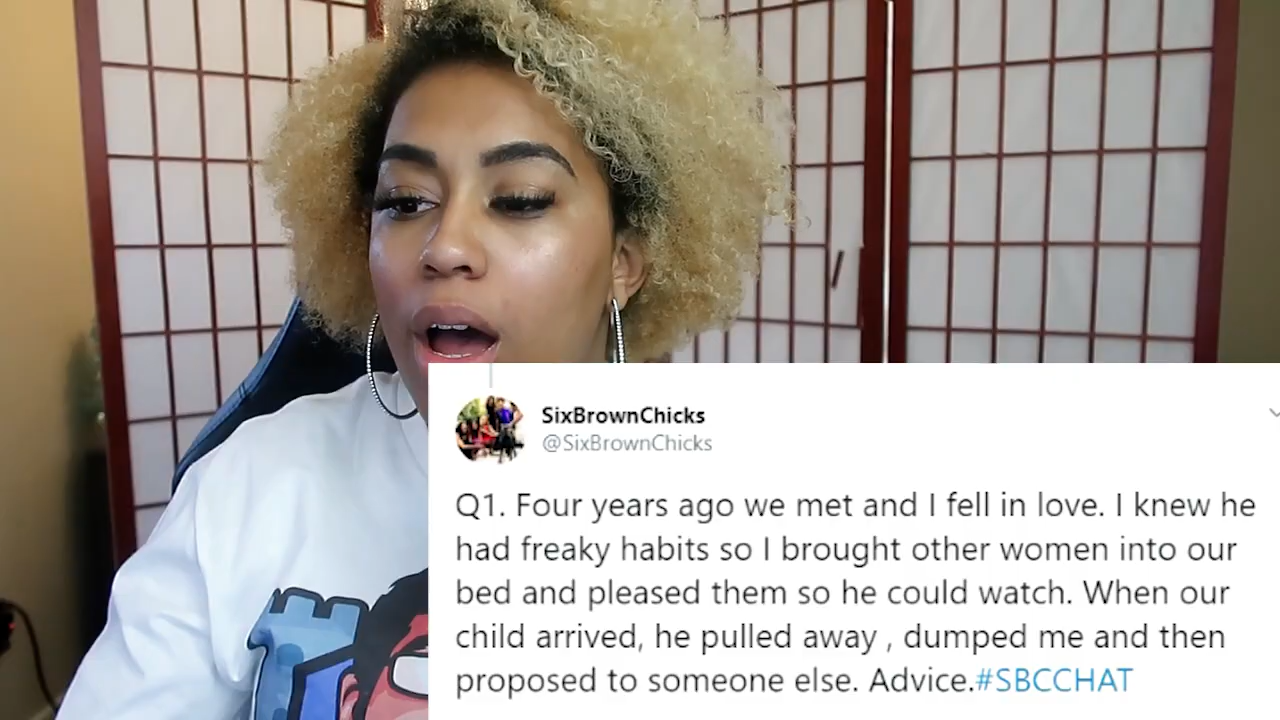 SixBrownChicks
@SixBrownChicks
Q1. Four years ago we met and I fell in love. I knew he
had freaky habits so I brought other women into our
bed and pleased them so he could watch. When our
child arrived, he pulled away , dumped me and then
proposed to someone else. Advice.#SBCCHAT